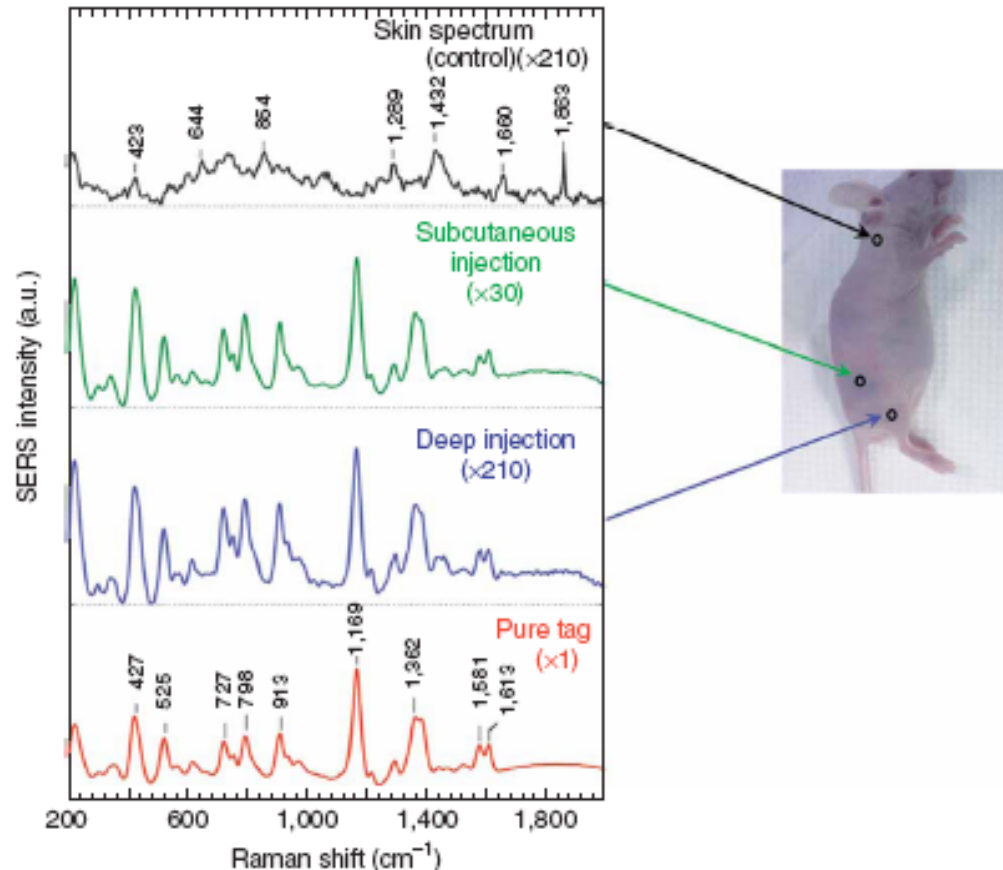 Skin spectrum
(control)(×210)
423
644
854
1,289
1,432
1,660
1,863
Subcutaneous
injection
(×30)
Deep injection
(×210)
Pure tag
(×1)
427
525
727
798
913
1,169
1,362
1,581
1,613
SERS intensity (a.u.)
200 600 1,000 1,400 1,800
Raman shift (cm⁻¹)